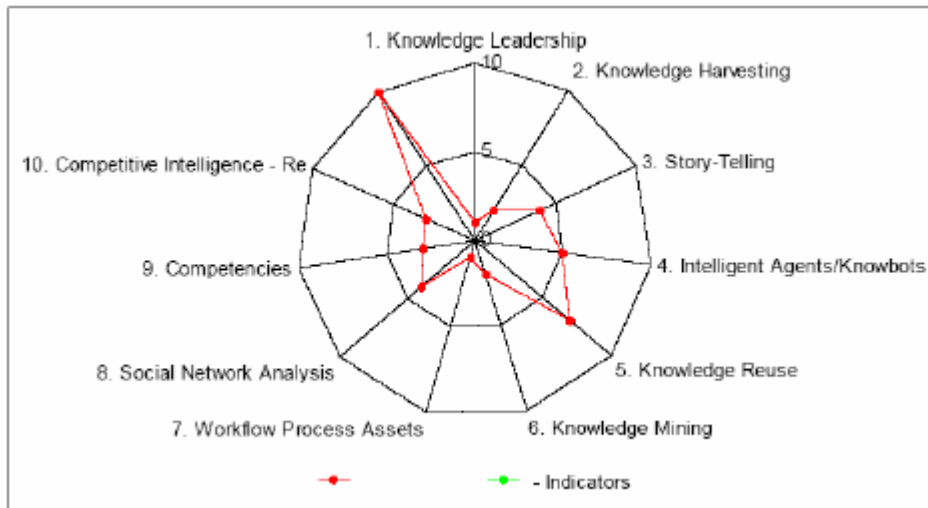 1. Knowledge Leadership
10
2. Knowledge Harvesting
5
3. Story-Telling
10. Competitive Intelligence - Re
0
4. Intelligent Agents/Knowbots
9. Competencies
5. Knowledge Reuse
8. Social Network Analysis
6. Knowledge Mining
7. Workflow Process Assets
- Indicators